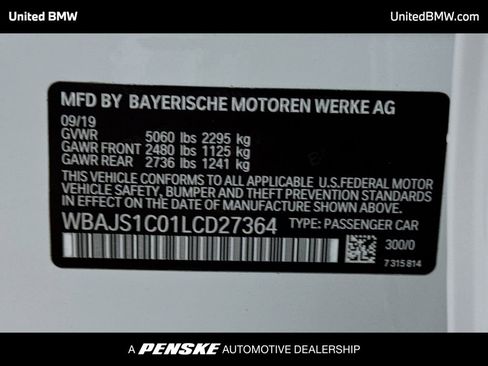 United BMW
UnitedBMW.com
MFD BY BAYERISCHE MOTOREN WERKE AG
09/19
GVWR 5060 lbs 2295 kg
GAWR FRONT 2480 lbs 1125 kg
GAWR REAR 2736 lbs 1241 kg
THIS VEHICLE CONFORMS TO ALL APPLICABLE U.S. FEDERAL MOTOR
VEHICLE SAFETY, BUMPER AND THEFT PREVENTION STANDARDS
IN EFFECT ON THE DATE OF MANUFACTURE SHOWN ABOVE.
WBAJS1C01LCD27364 TYPE: PASSENGER CAR
300/0
7 315 814
A PENSKE AUTOMOTIVE DEALERSHIP